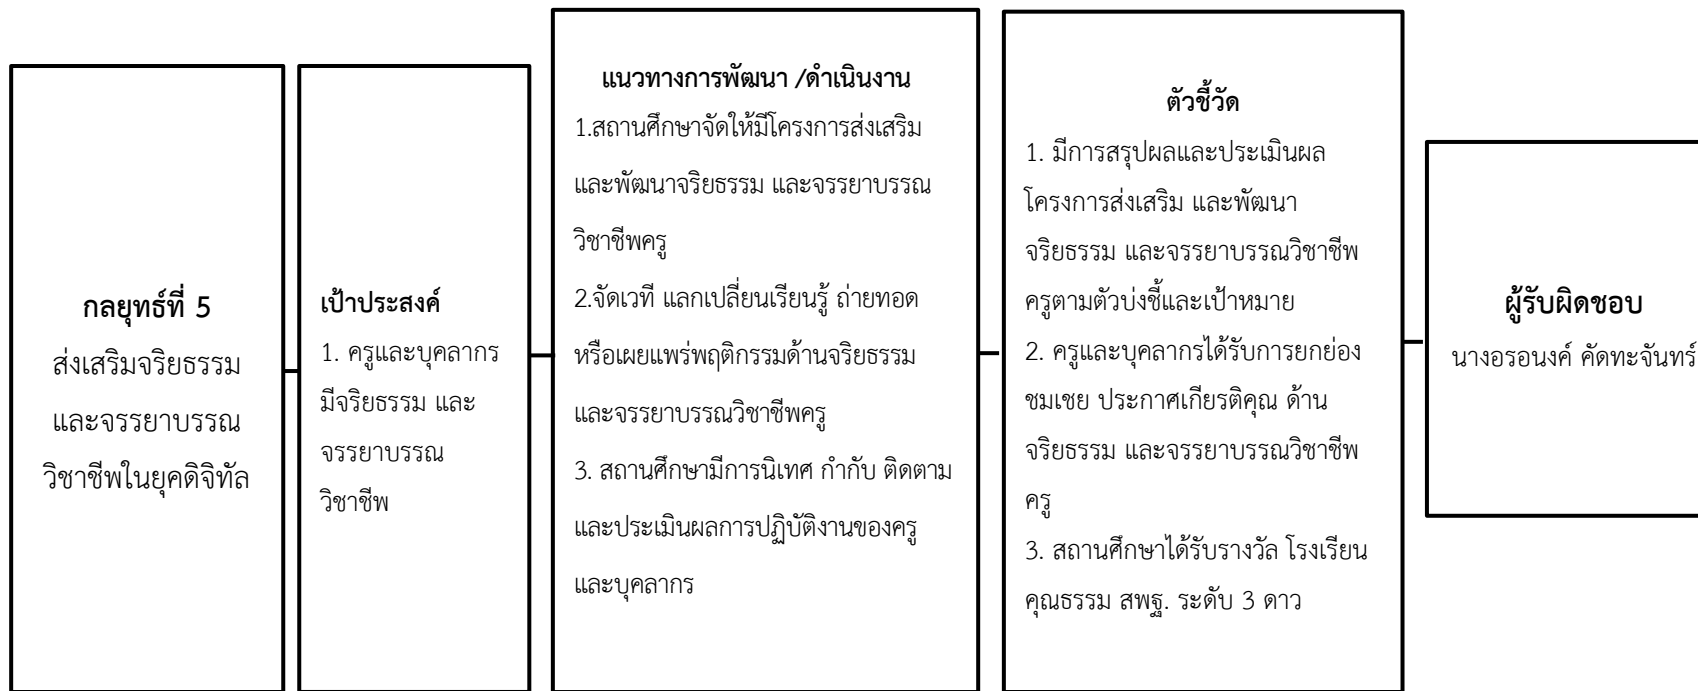 กลยุทธ์ที่ 5
ส่งเสริมจริยธรรม
และจรรยาบรรณ
วิชาชีพในยุคดิจิทัล
เป้าประสงค์
1. ครูและบุคลากร
มีจริยธรรม และ
จรรยาบรรณ
วิชาชีพ
แนวทางการพัฒนา /ดำเนินงาน
1.สถานศึกษาจัดให้มีโครงการส่งเสริม
และพัฒนาจริยธรรม และจรรยาบรรณ
วิชาชีพครู
2.จัดเวที แลกเปลี่ยนเรียนรู้ ถ่ายทอด
หรือเผยแพร่พฤติกรรมด้านจริยธรรม
และจรรยาบรรณวิชาชีพครู
3. สถานศึกษามีการนิเทศ กำกับ ติดตาม
และประเมินผลการปฏิบัติงานของครู
และบุคลากร
ตัวชี้วัด
1. มีการสรุปผลและประเมินผล
โครงการส่งเสริม และพัฒนา
จริยธรรม และจรรยาบรรณวิชาชีพ
ครูตามตัวบ่งชี้และเป้าหมาย
2. ครูและบุคลากรได้รับการยกย่อง
ชมเชย ประกาศเกียรติคุณ ด้าน
จริยธรรม และจรรยาบรรณวิชาชีพ
ครู
3. สถานศึกษาได้รับรางวัล โรงเรียน
คุณธรรม สพฐ. ระดับ 3 ดาว
ผู้รับผิดชอบ
นางอรอนงค์ คัดทะจันทร์